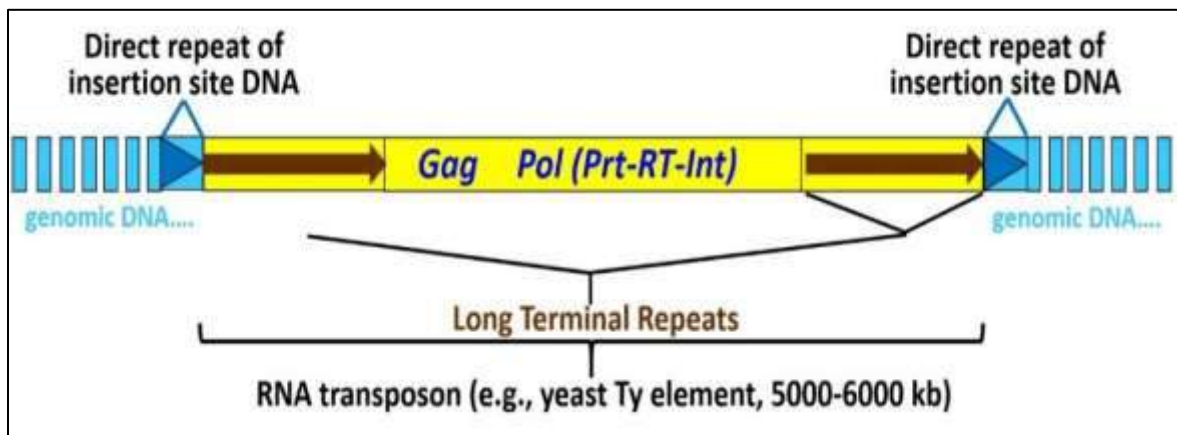 Direct repeat of
insertion site DNA
Direct repeat of
insertion site DNA
Gag Pol (Prt-RT-Int)
genomic DNA....
genomic DNA....
Long Terminal Repeats
RNA transposon (e.g., yeast Ty element, 5000-6000 kb)